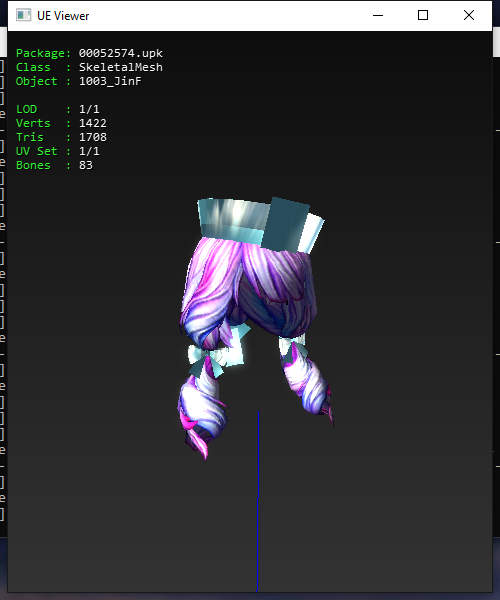 UE Viewer
Package: 00052574.upk
Class  : SkeletalMesh
Object : 1003_JinF
LOD    : 1/1
Verts  : 1422
Tris   : 1708
UV Set : 1/1
Bones  : 83